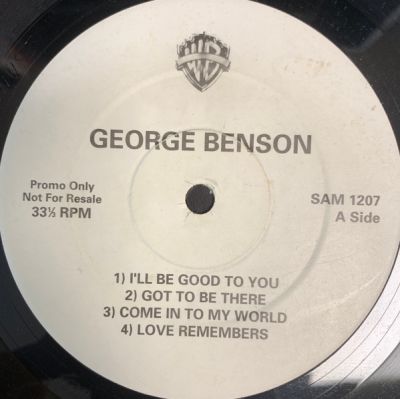 WB
GEORGE BENSON
Promo Only
Not For Resale
33⅓ RPM
SAM 1207
A Side
1) I'LL BE GOOD TO YOU
2) GOT TO BE THERE
3) COME IN TO MY WORLD
4) LOVE REMEMBERS